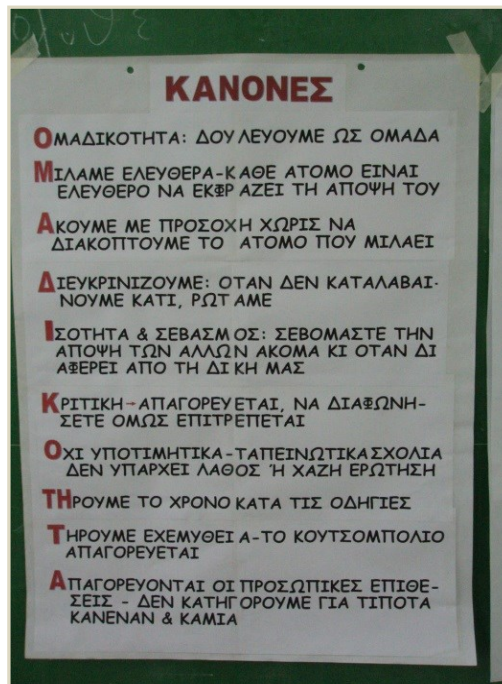 ΚΑΝΟΝΕΣ
ΟΜΑΔΙΚΟΤΗΤΑ: ΔΟΥΛΕΥΟΥΜΕ ΩΣ ΟΜΑΔΑ
ΜΙΛΑΜΕ ΕΛΕΥΘΕΡΑ-ΚΑΘΕ ΑΤΟΜΟ ΕΙΝΑΙ
ΕΛΕΥΘΕΡΟ ΝΑ ΕΚΦΡΑΖΕΙ ΤΗ ΑΠΟΨΗ ΤΟΥ
ΑΚΟΥΜΕ ΜΕ ΠΡΟΣΟΧΗ ΧΩΡΙΣ ΝΑ
ΔΙΑΚΟΠΤΟΥΜΕ ΤΟ ΑΤΟΜΟ ΠΟΥ ΜΙΛΑΕΙ
ΔΙΕΥΚΡΙΝΙΖΟΥΜΕ: ΟΤΑΝ ΔΕΝ ΚΑΤΑΛΑΒΑΙ-
ΝΟΥΜΕ ΚΑΤΙ, ΡΩΤΑΜΕ
ΙΣΟΤΗΤΑ & ΣΕΒΑΣΜΟΣ: ΣΕΒΟΜΑΣΤΕ ΤΗΝ
ΑΠΟΨΗ ΤΩΝ ΑΛΛΩΝ ΑΚΟΜΑ ΚΙ ΟΤΑΝ ΔΙ
ΑΦΕΡΕΙ ΑΠΟ ΤΗ ΔΙΚΗ ΜΑΣ
ΚΡΙΤΙΚΗ→ΑΠΑΓΟΡΕΥΕΤΑΙ, ΝΑ ΔΙΑΦΩΝΗ-
ΣΕΤΕ ΟΜΩΣ ΕΠΙΤΡΕΠΕΤΑΙ
ΟΧΙ ΥΠΟΤΙΜΗΤΙΚΑ-ΤΑΠΕΙΝΩΤΙΚΑ ΣΧΟΛΙΑ
ΔΕΝ ΥΠΑΡΧΕΙ ΛΑΘΟΣ Ή ΧΑΖΗ ΕΡΩΤΗΣΗ
ΤΗΡΟΥΜΕ ΤΟ ΧΡΟΝΟ ΚΑΤΑ ΤΙΣ ΟΔΗΓΙΕΣ
ΤΗΡΟΥΜΕ ΕΧΕΜΥΘΕΙΑ-ΤΟ ΚΟΥΤΣΟΜΠΟΛΙΟ
ΑΠΑΓΟΡΕΥΕΤΑΙ
ΑΠΑΓΟΡΕΥΟΝΤΑΙ ΟΙ ΠΡΟΣΩΠΙΚΕΣ ΕΠΙΘΕ-
ΣΕΙΣ - ΔΕΝ ΚΑΤΗΓΟΡΟΥΜΕ ΓΙΑ ΤΙΠΟΤΑ
ΚΑΝΕΝΑΝ & ΚΑΜΙΑ